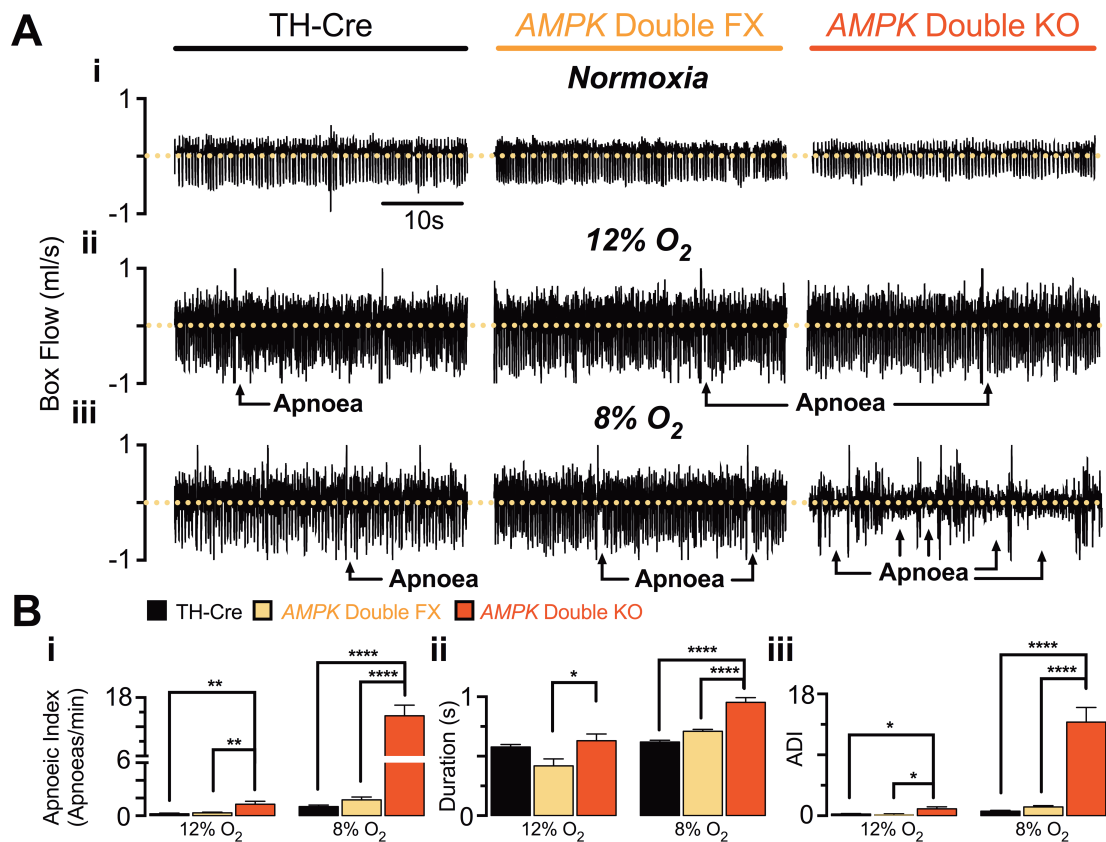 A
TH-Cre
AMPK Double FX
AMPK Double KO
i
Normoxia
1
-1
10s
ii
12% O2
Box Flow (ml/s)
1
-1
Apnoea
Apnoea
iii
8% O2
1
-1
Apnoea
Apnoea
Apnoea
B
TH-Cre
AMPK Double FX
AMPK Double KO
i
Apnoeic Index
(Apnoeas/min)
18
6
0
**
**
****
****
12% O2
8% O2
ii
Duration (s)
1
0
*
****
****
12% O2
8% O2
iii
ADI
18
0
*
*
****
****
12% O2
8% O2